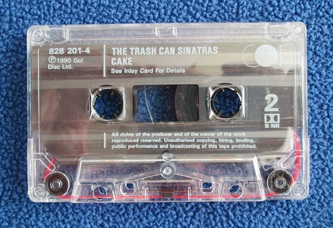 828 201-4
THE TRASH CAN SINATRAS
℗1990 Go!
CAKE
Disc Ltd.
See Inlay Card For Details
2
B NR
All rights of the producer and of the owner of the work
reproduced reserved. Unauthorised copying, hiring, lending,
public performance and broadcasting of this tape prohibited.